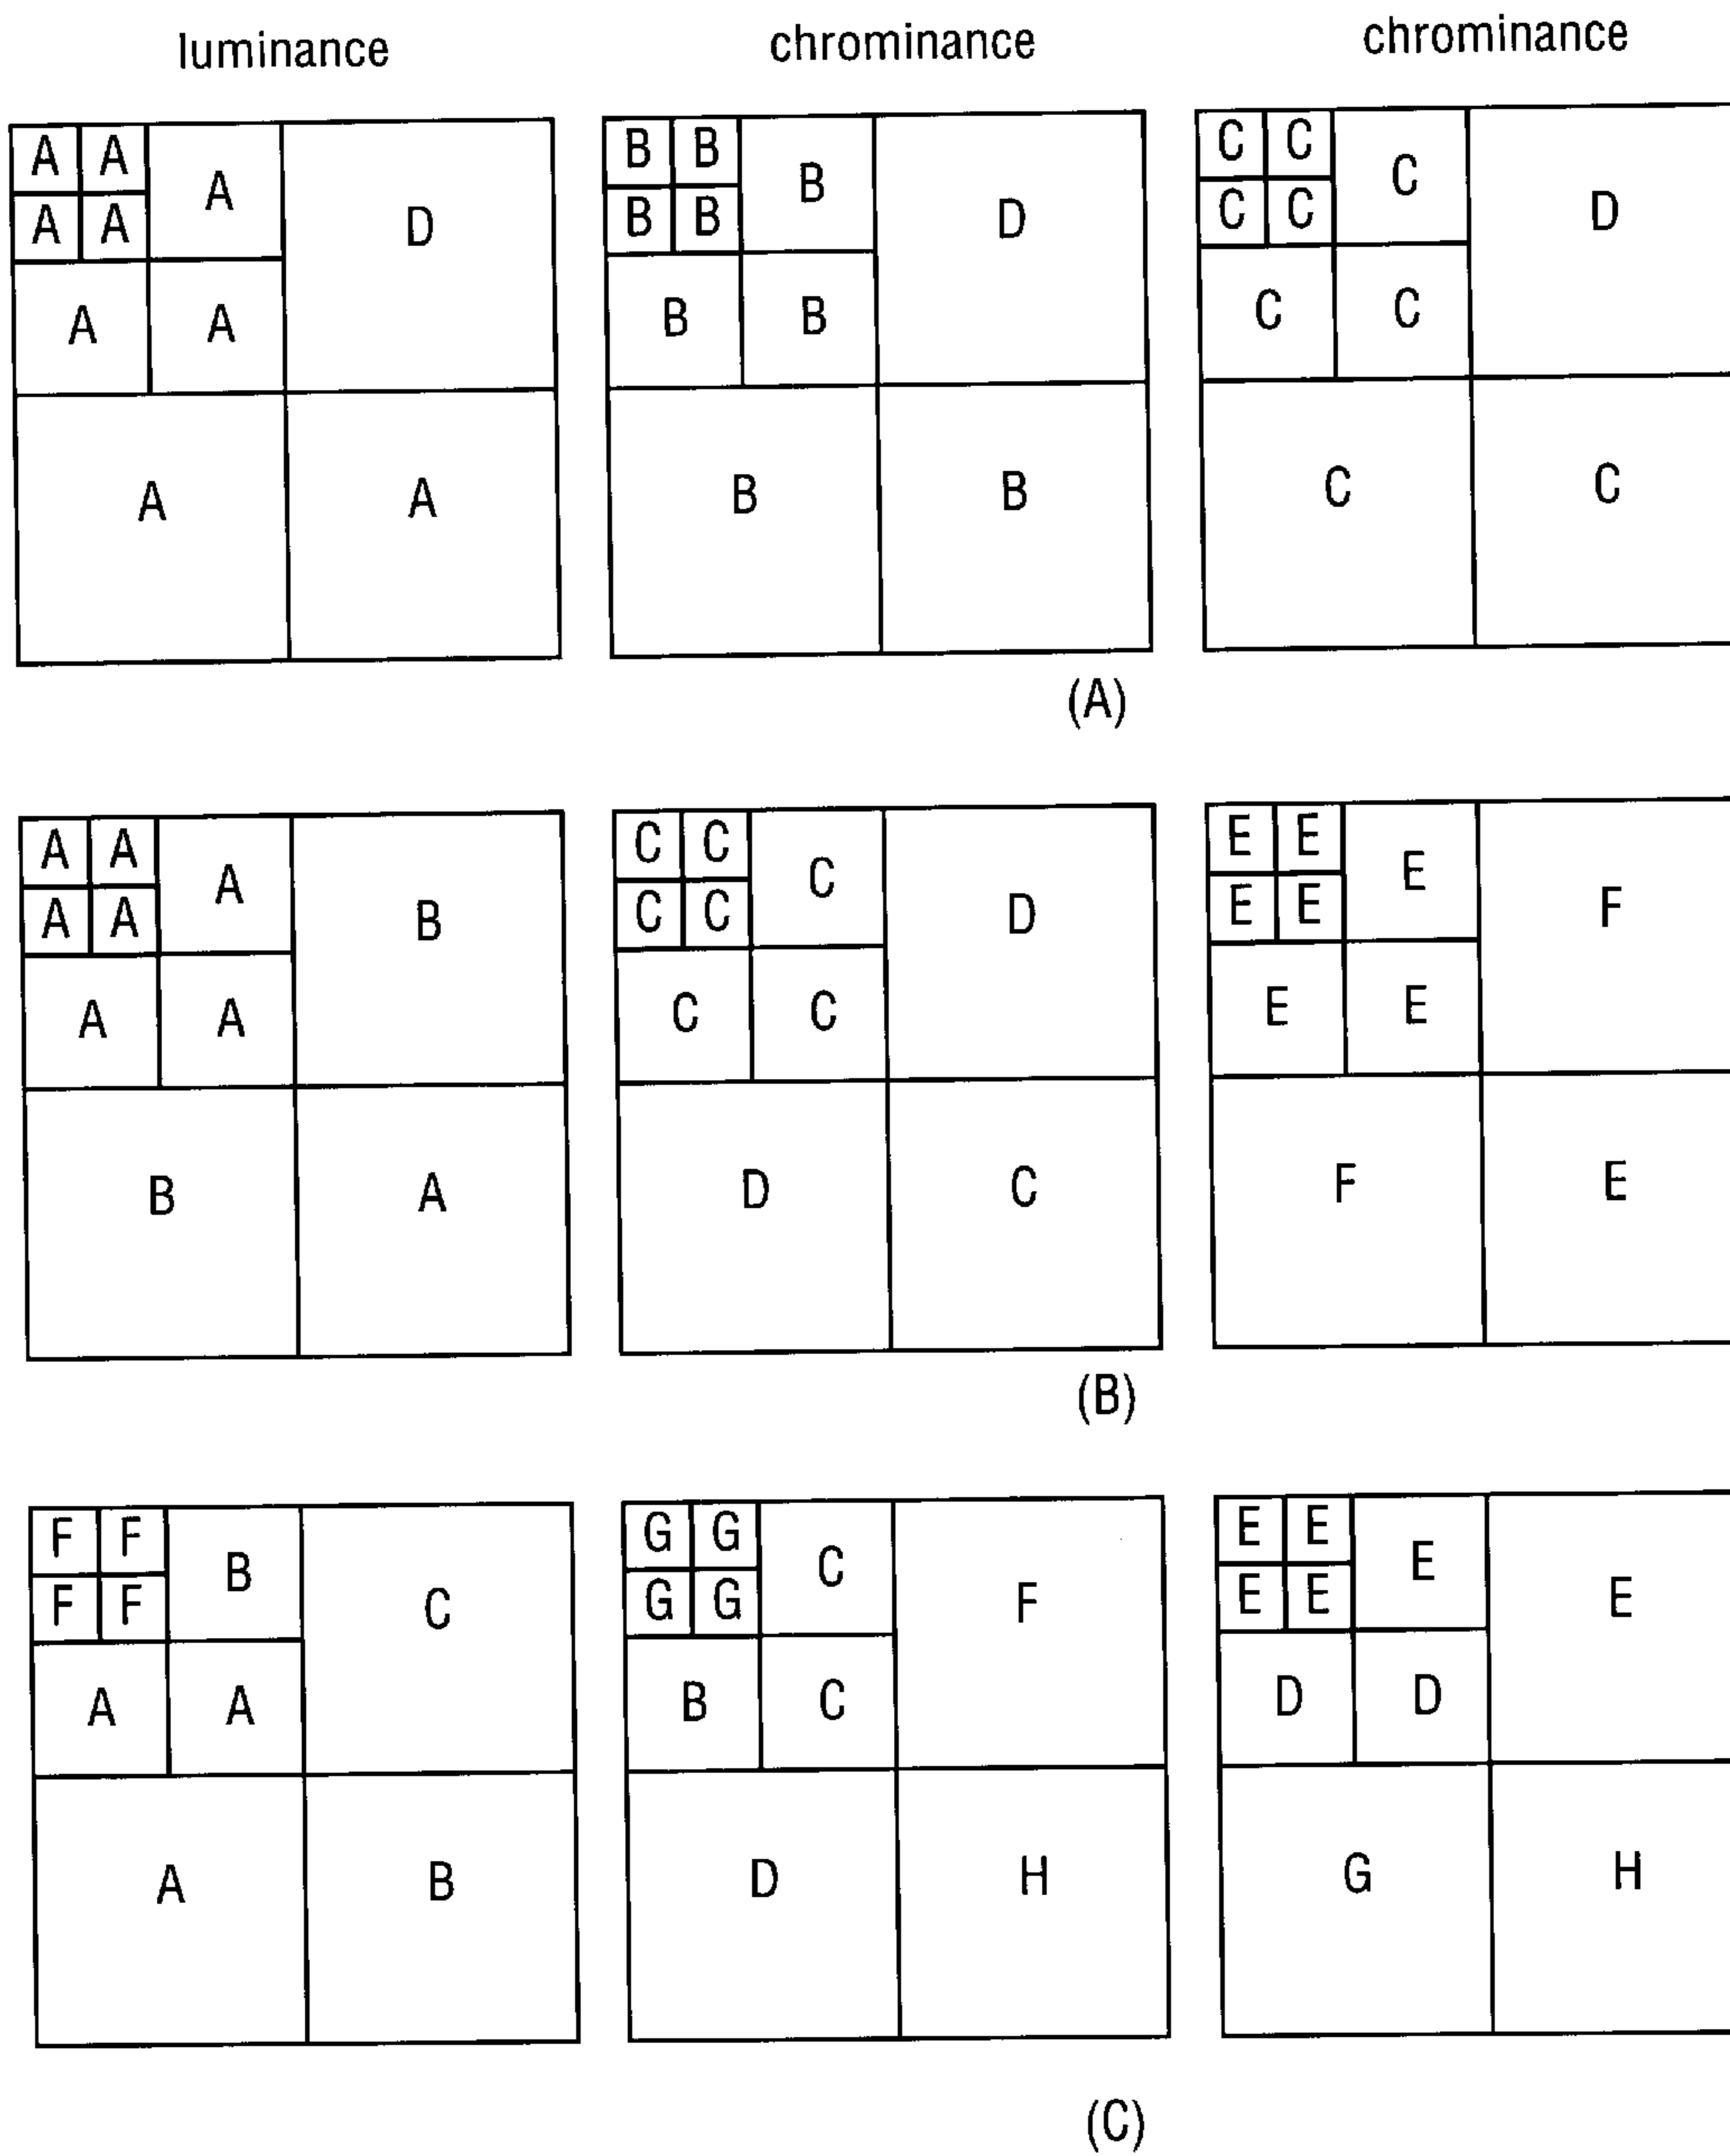 luminance chrominance chrominance
A A A D B B B D C C C D
A A B B C C
A A B B C C
A A B B C C
(A)
A A A B C C C D E E E F
A A C C E E
A A C C E E
B A D C F E
(B)
F F B C G G C F E E E E
F F G G E E
A A B C D D
A B D H G H
(C)